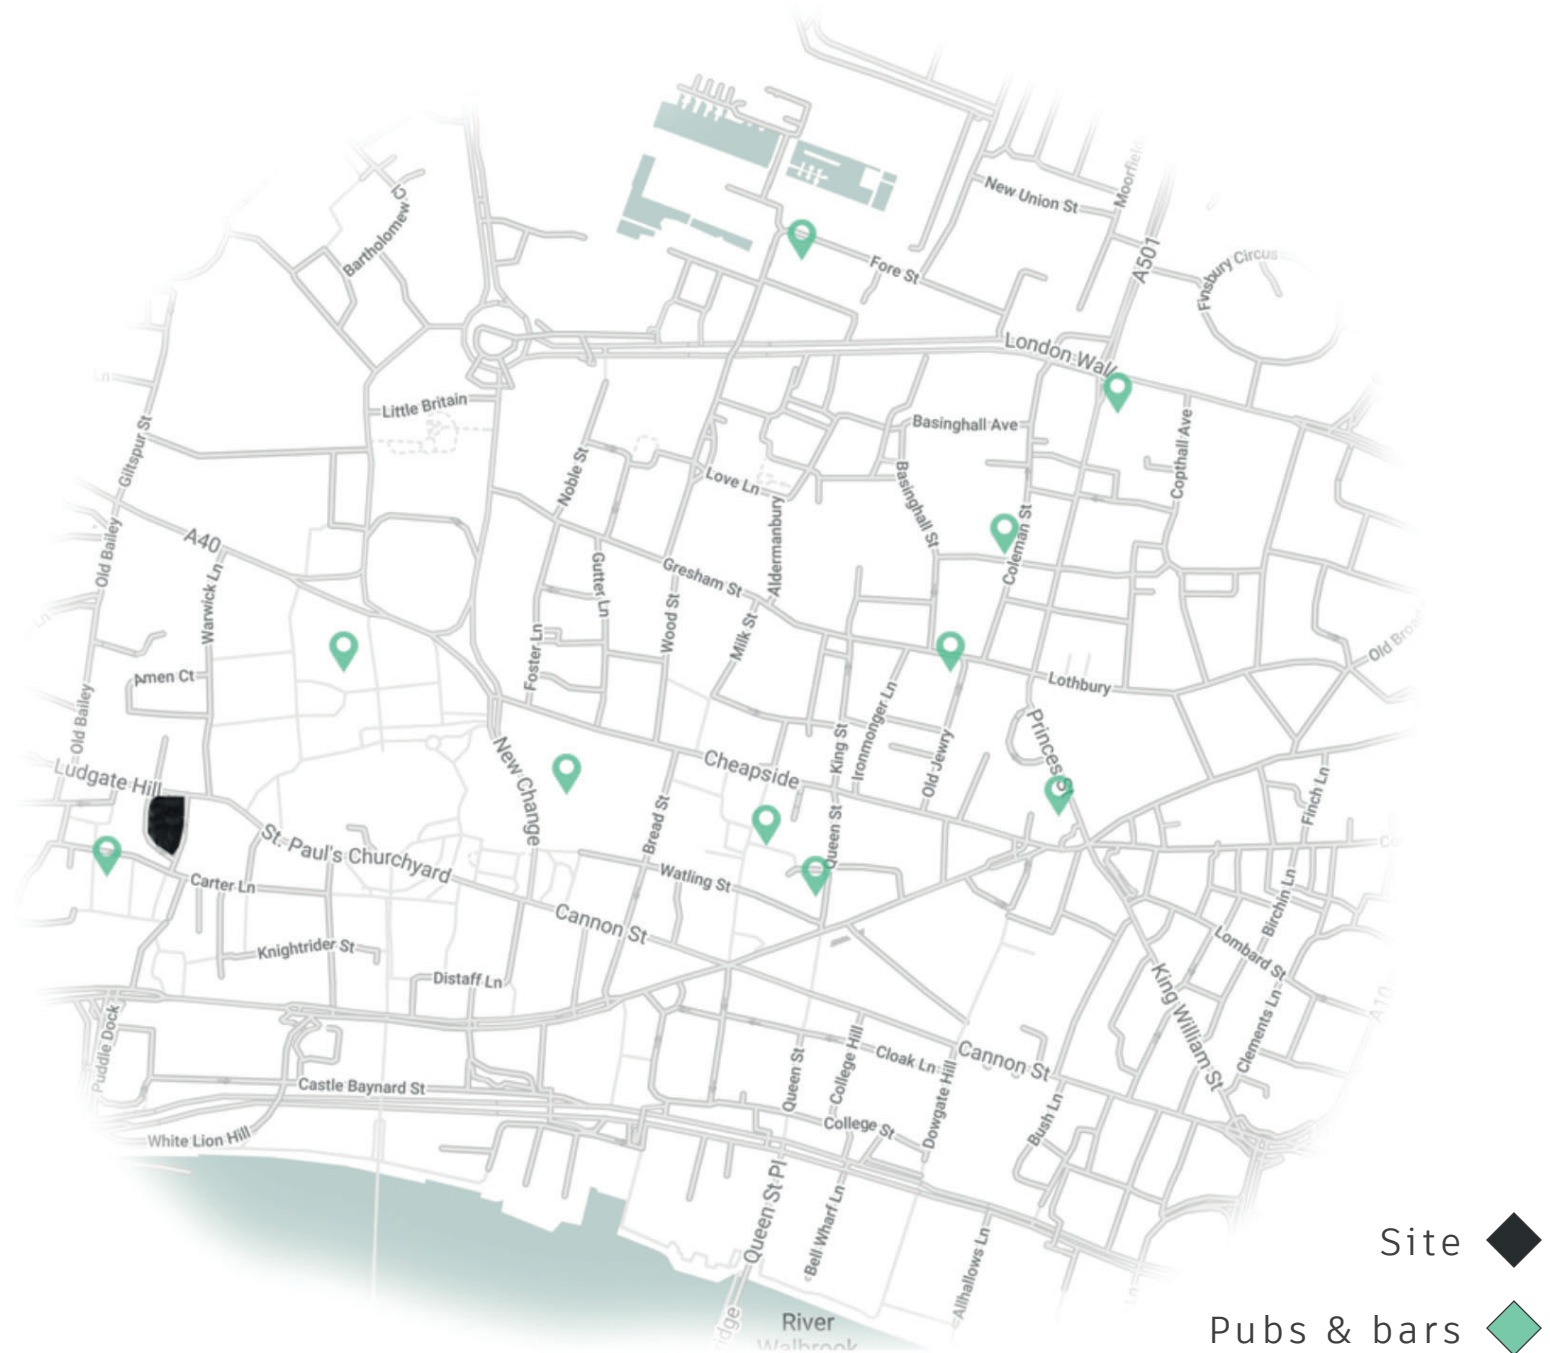 Moorfield
New Union St
Bartholomew Cl
A501
Finsbury Circus
Fore St
London Wall
Little Britain
Basinghall Ave
Giltspur St
Copthall Ave
Noble St
Love Ln
Basinghall St
Aldermanbury
Old Bailey
A40
Coleman St
Gresham St
Gutter Ln
Warwick Ln
Wood St
Milk St
Foster Ln
Amen Ct
Lothbury
Old Bailey
Ironmonger Ln
King St
Princes St
Old Jewry
New Change
Cheapside
Ludgate Hill
Finch Ln
Bread St
Queen St
St. Paul's Churchyard
Carter Ln
Watling St
Birchin Ln
Cannon St
Knightrider St
Lombard St
Distaff Ln
King William St
A10
Puddle Dock
Clements Ln
Cloak Ln
Cannon St
Queen St
College Hill
Dowgate Hill
Castle Baynard St
Bush Ln
College St
White Lion Hill
Queen St Pl
Bell Wharf Ln
Allhallows Ln
River
Walbrook
Site
Pubs & bars